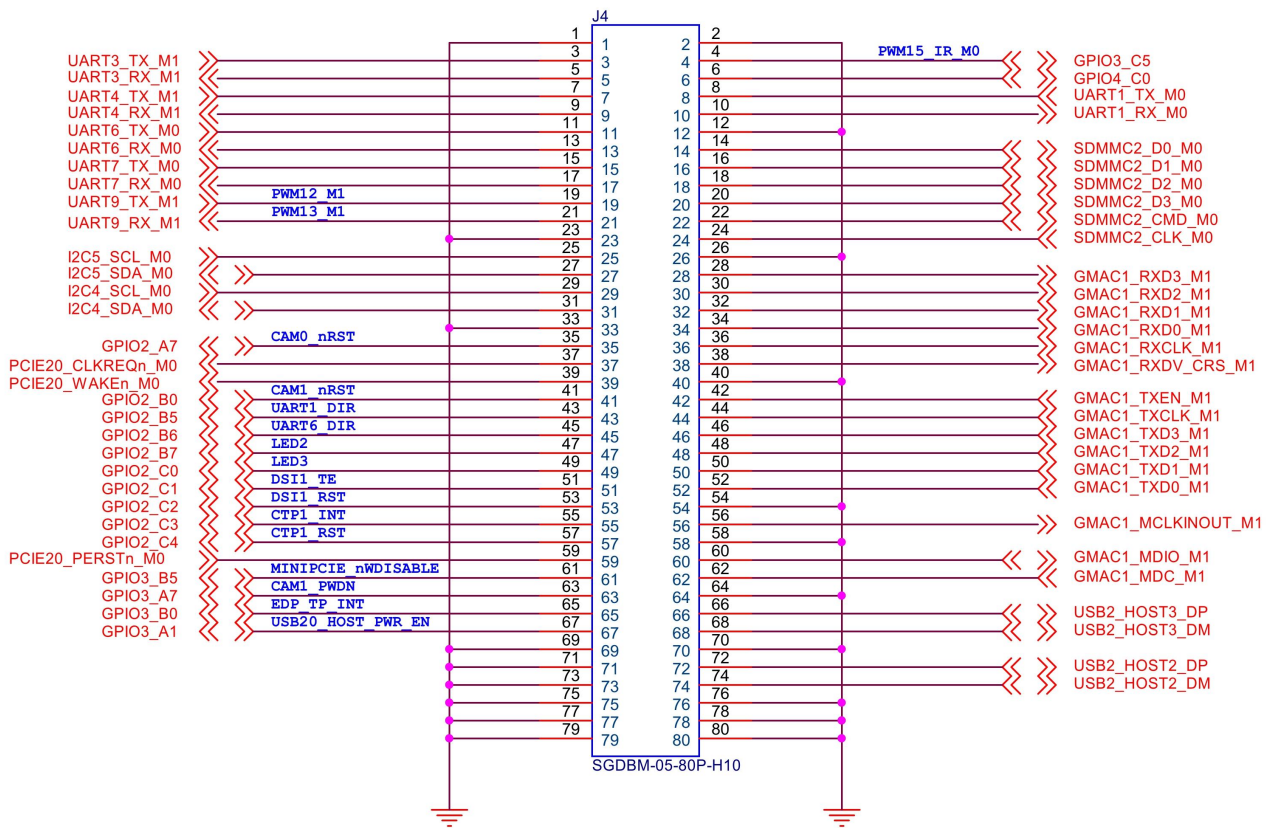 J4
1 1 2 2
UART3_TX_M1 3 3 4 4 PWM15_IR_M0 GPIO3_C5
UART3_RX_M1 5 5 6 6 GPIO4_C0
UART4_TX_M1 7 7 8 8 UART1_TX_M0
UART4_RX_M1 9 9 10 10 UART1_RX_M0
UART6_TX_M0 11 11 12 12
UART6_RX_M0 13 13 14 14 SDMMC2_D0_M0
UART7_TX_M0 15 15 16 16 SDMMC2_D1_M0
UART7_RX_M0 17 17 18 18 SDMMC2_D2_M0
UART9_TX_M1 PWM12_M1 19 19 20 20 SDMMC2_D3_M0
UART9_RX_M1 PWM13_M1 21 21 22 22 SDMMC2_CMD_M0
23 23 24 24 SDMMC2_CLK_M0
I2C5_SCL_M0 25 25 26 26
I2C5_SDA_M0 27 27 28 28 GMAC1_RXD3_M1
I2C4_SCL_M0 29 29 30 30 GMAC1_RXD2_M1
I2C4_SDA_M0 31 31 32 32 GMAC1_RXD1_M1
33 33 34 34 GMAC1_RXD0_M1
GPIO2_A7 CAM0_nRST 35 35 36 36 GMAC1_RXCLK_M1
PCIE20_CLKREQn_M0 37 37 38 38 GMAC1_RXDV_CRS_M1
PCIE20_WAKEn_M0 39 39 40 40
GPIO2_B0 CAM1_nRST 41 41 42 42 GMAC1_TXEN_M1
GPIO2_B5 UART1_DIR 43 43 44 44 GMAC1_TXCLK_M1
GPIO2_B6 UART6_DIR 45 45 46 46 GMAC1_TXD3_M1
GPIO2_B7 LED2 47 47 48 48 GMAC1_TXD2_M1
GPIO2_C0 LED3 49 49 50 50 GMAC1_TXD1_M1
GPIO2_C1 DSI1_TE 51 51 52 52 GMAC1_TXD0_M1
GPIO2_C2 DSI1_RST 53 53 54 54
GPIO2_C3 CTP1_INT 55 55 56 56 GMAC1_MCLKINOUT_M1
GPIO2_C4 CTP1_RST 57 57 58 58
PCIE20_PERSTn_M0 59 59 60 60 GMAC1_MDIO_M1
GPIO3_B5 MINIPCIE_nWDISABLE 61 61 62 62 GMAC1_MDC_M1
GPIO3_A7 CAM1_PWDN 63 63 64 64
GPIO3_B0 EDP_TP_INT 65 65 66 66 USB2_HOST3_DP
GPIO3_A1 USB20_HOST_PWR_EN 67 67 68 68 USB2_HOST3_DM
69 69 70 70
71 71 72 72 USB2_HOST2_DP
73 73 74 74 USB2_HOST2_DM
75 75 76 76
77 77 78 78
79 79 80 80
SGDBM-05-80P-H10